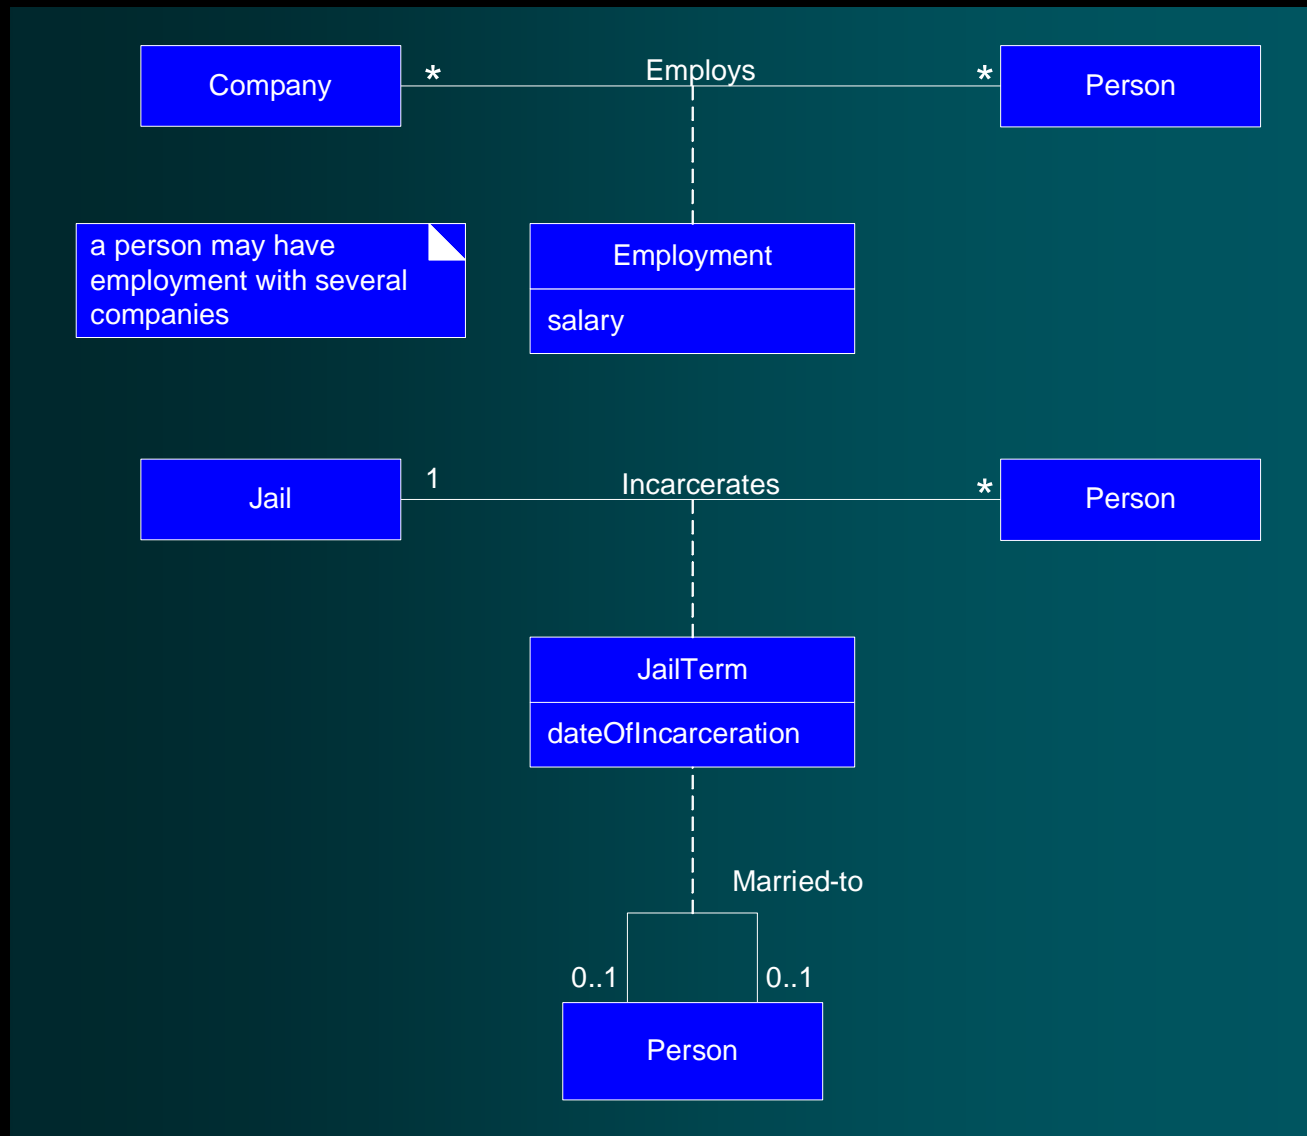 Company
*
Employs
*
Person
a person may have
employment with several
companies
Employment
salary
Jail
1
Incarcerates
*
Person
JailTerm
dateOfIncarceration
Married-to
0..1
0..1
Person